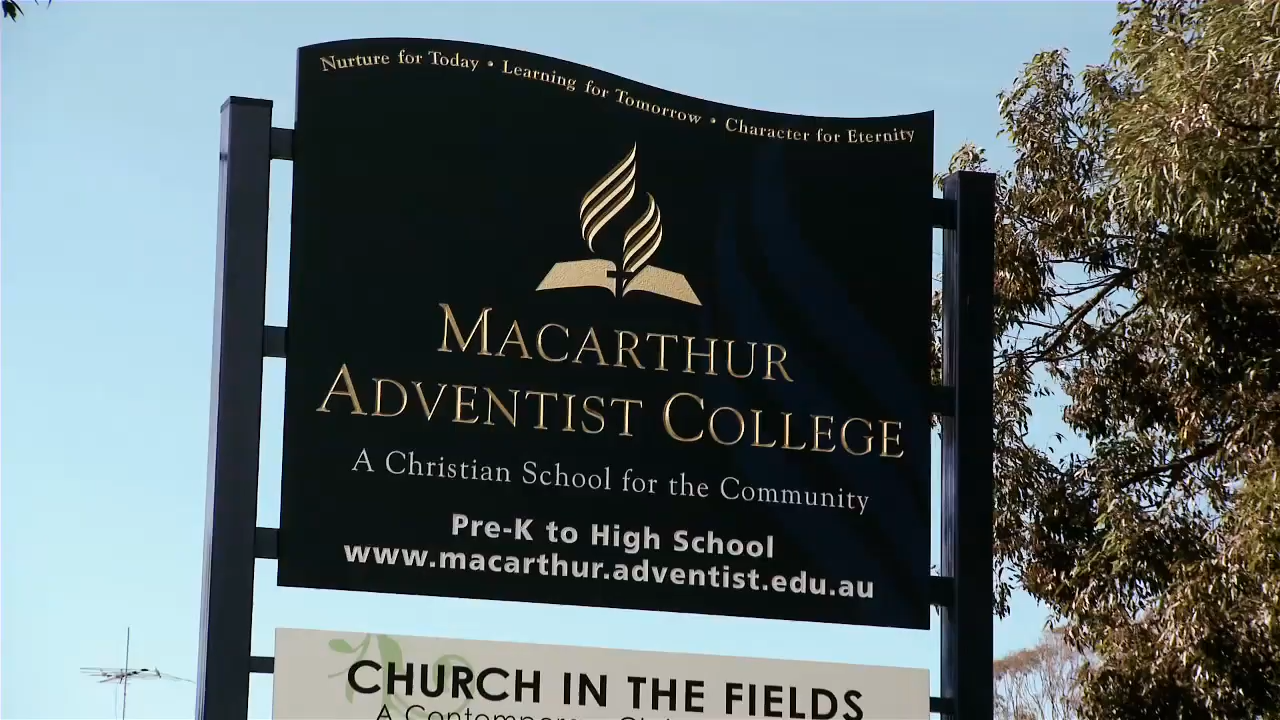 Nurture for Today • Learning for Tomorrow • Character for Eternity
MACARTHUR
ADVENTIST COLLEGE
A Christian School for the Community
Pre-K to High School
www.macarthur.adventist.edu.au
CHURCH IN THE FIELDS
A